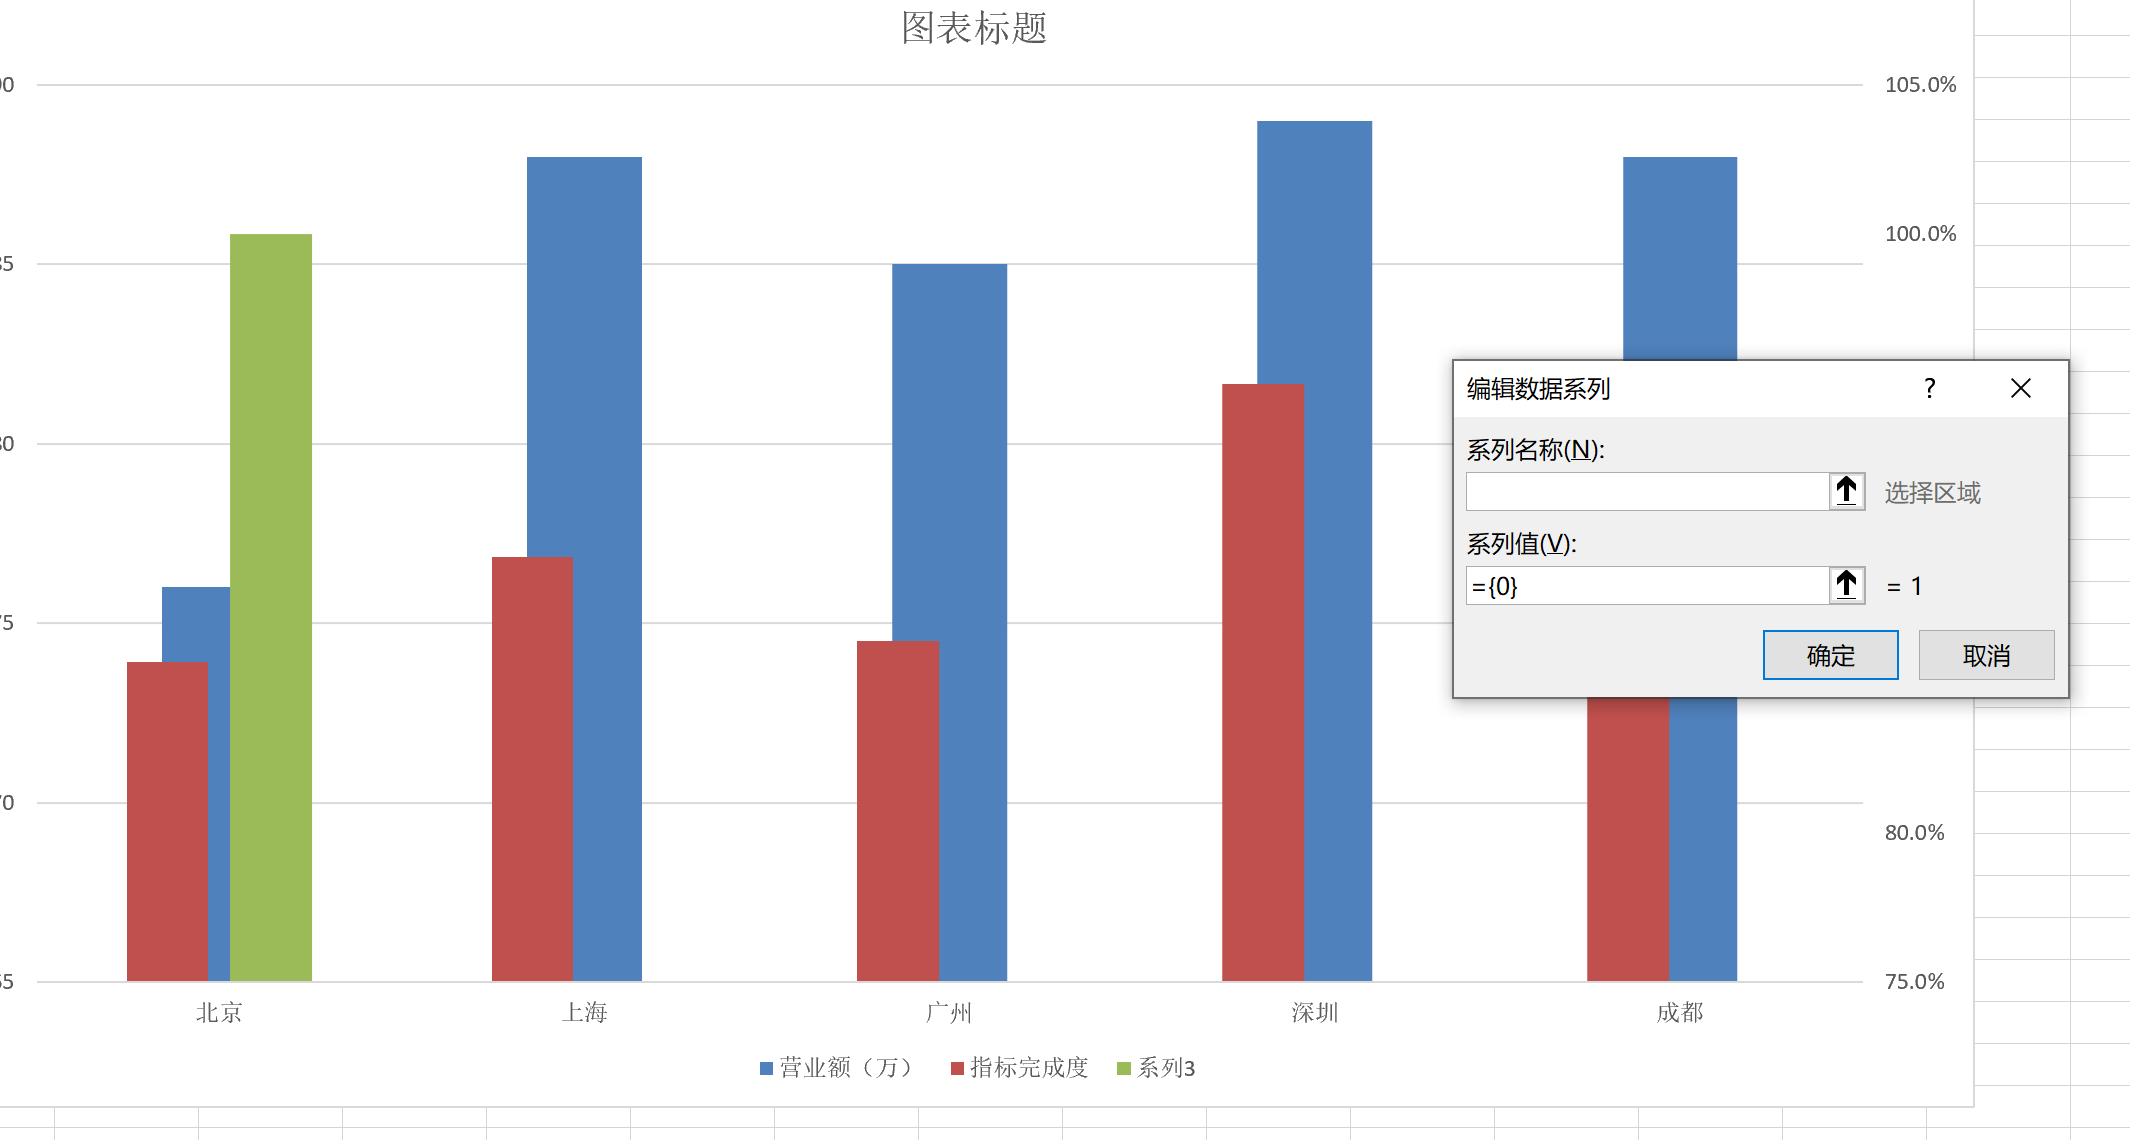 图表标题
105.0%
100.0%
80.0%
75.0%
北京 上海 广州 深圳 成都
营业额（万） 指标完成度 系列3
编辑数据系列 ?
系列名称(N):
选择区域
系列值(V):
={0} = 1
确定 取消